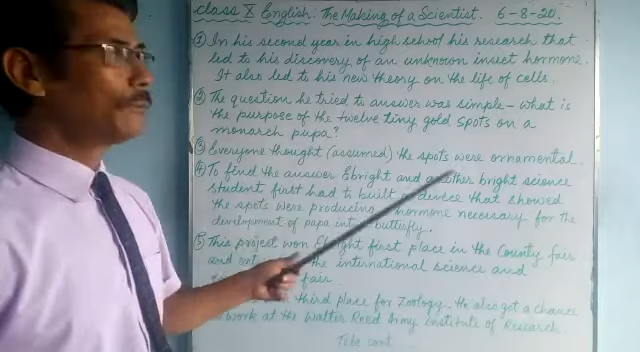 class X English: The Making of a Scientist. 6-8-20.
① In his second year in high school his research that
led to his discovery of an unknown insect hormone.
It also led to his new theory on the life of cells.
② The question he tried to answer was simple - what is
the purpose of the twelve tiny gold spots on a
monarch pupa?
③ Everyone thought (assumed) the spots were ornamental.
④ To find the answer Ebright and another bright science
student first had to built a device that showed
the spots were producing hormone necessary for the
development of pupa into butterfly.
⑤ This project won Ebright first place in the County fair
and the international science and
fair.
third place for Zoology. He also got a chance
work at the Walter Reed Army Institute of Research.
Tobe cont